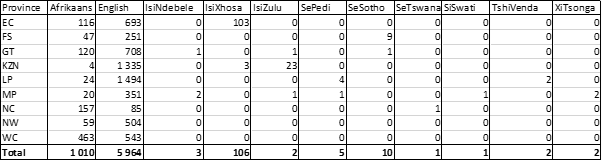 Province Afrikaans English IsiNdebele IsiXhosa IsiZulu SePedi SeSotho SeTswana SiSwati TshiVenda XiTsonga
EC 116 693 0 103 0 0 0 0 0 0 0
FS 47 251 0 0 0 0 9 0 0 0 0
GT 120 708 1 0 1 0 1 0 0 0 0
KZN 4 1 335 0 3 23 0 0 0 0 0 0
LP 24 1 494 0 0 0 4 0 0 0 2 0
MP 20 351 2 0 1 1 0 0 1 0 2
NC 157 85 0 0 0 0 0 1 0 0 0
NW 59 504 0 0 0 0 0 0 0 0 0
WC 463 543 0 0 0 0 0 0 0 0 0
Total 1 010 5 964 3 106 2 5 10 1 1 2 2